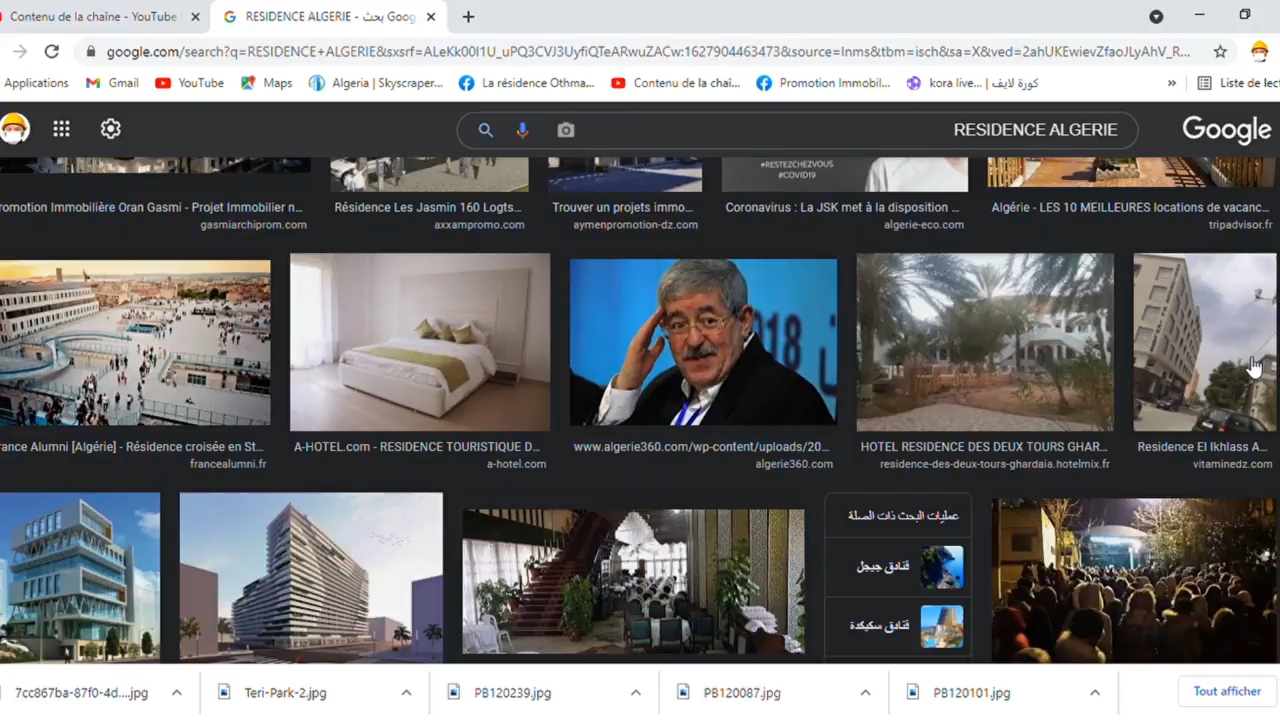 Contenu de la chaîne - YouTube
RESIDENCE ALGERIE - بحث Goog
google.com/search?q=RESIDENCE+ALGERIE&sxsrf=ALeKk00I1U_uPQ3CVJ3UyfiQTeARwuZACw:1627904463473&source=lnms&tbm=isch&sa=X&ved=2ahUKEwievZfaoJLyAhV_R...
Applications Gmail YouTube Maps Algeria | Skyscraper... La résidence Othma... Contenu de la chaî... Promotion Immobil... kora live... | كورة لايف » Liste de lect
RESIDENCE ALGERIE
Google
#RESTEZCHEZVOUS
#COVID19
romotion Immobilière Oran Gasmi - Projet Immobilier n...
gasmiarchiprom.com
Résidence Les Jasmin 160 Logts...
axxampromo.com
Trouver un projets immo...
aymenpromotion-dz.com
Coronavirus : La JSK met à la disposition ...
algerie-eco.com
Algérie - LES 10 MEILLEURES locations de vacanc...
tripadvisor.fr
018
rance Alumni [Algérie] - Résidence croisée en St...
francealumni.fr
A-HOTEL.com - RESIDENCE TOURISTIQUE D...
a-hotel.com
www.algerie360.com/wp-content/uploads/20...
algerie360.com
HOTEL RESIDENCE DES DEUX TOURS GHAR...
residence-des-deux-tours-ghardaia.hotelmix.fr
Residence El Ikhlass A...
vitaminedz.com
عمليات البحث ذات الصلة
فنادق جيجل
فنادق سكيكدة
7cc867ba-87f0-4d....jpg
Teri-Park-2.jpg
PB120239.jpg
PB120087.jpg
PB120101.jpg
Tout afficher